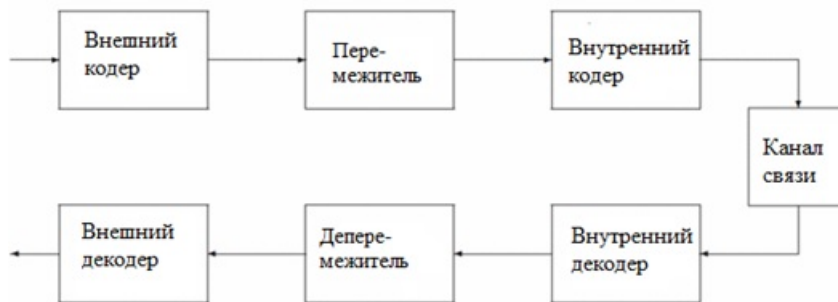 Внешний
кодер
Пере-
межитель
Внутренний
кодер
Канал
связи
Внешний
декодер
Депере-
межитель
Внутренний
декодер